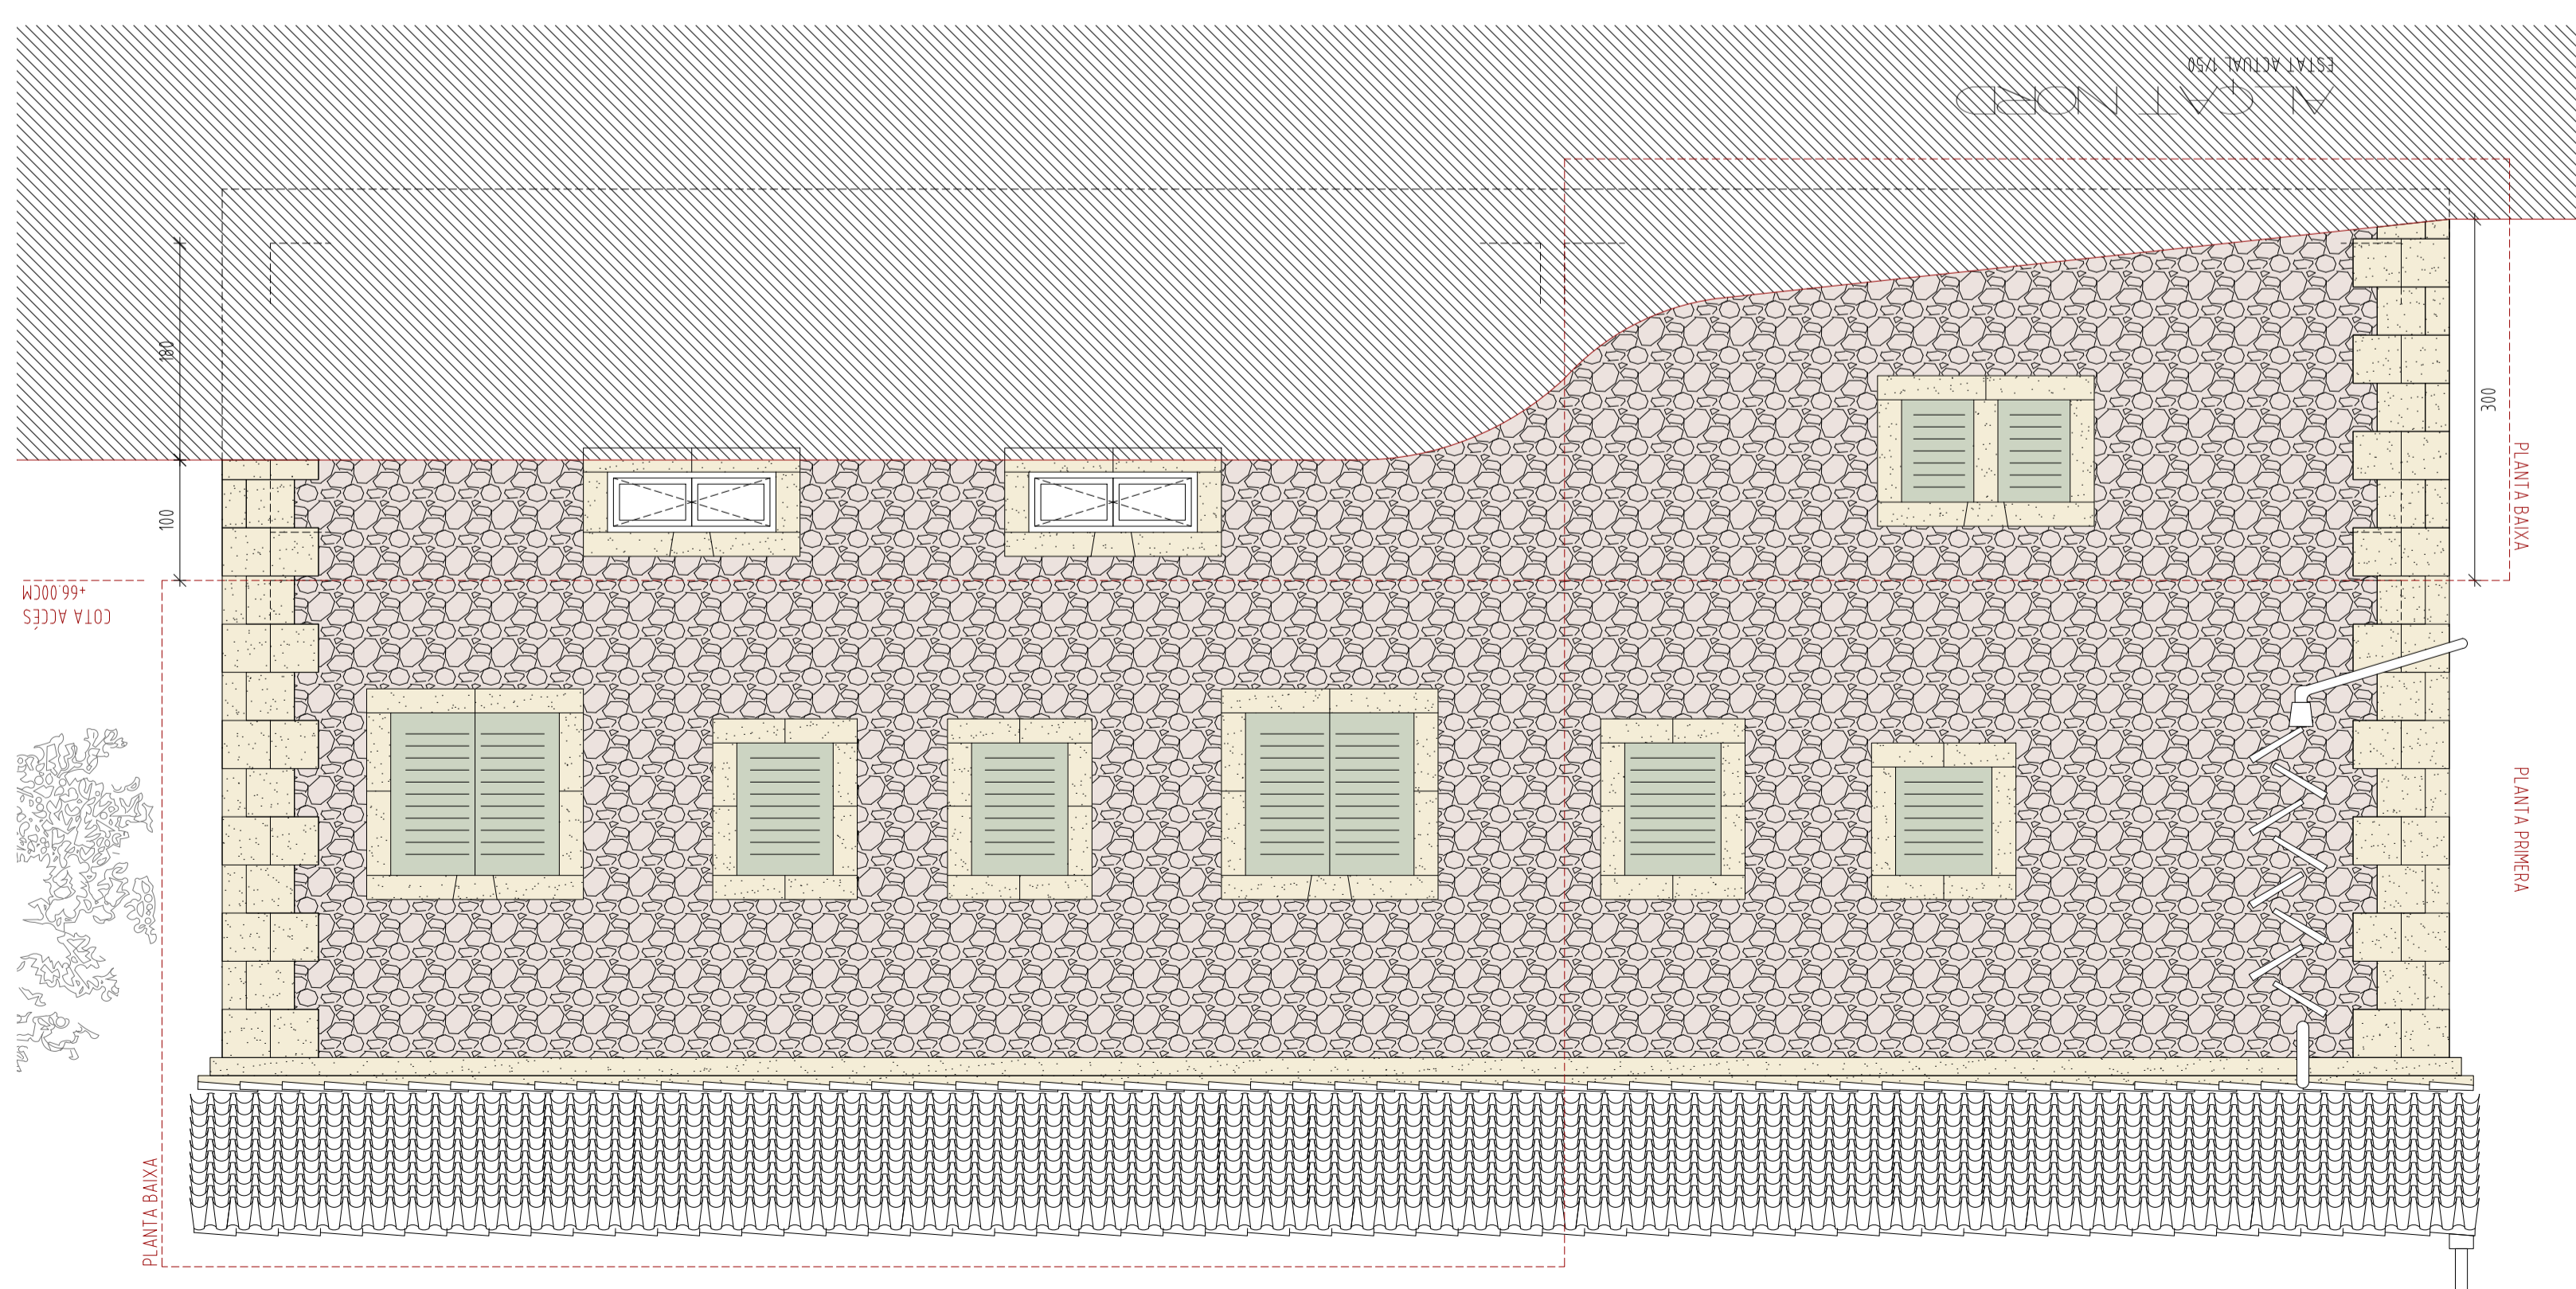 ALÇAT NORD
ESTAT ACTUAL 1/50
180
100
300
PLANTA BAIXA
COTA ACCÉS
+66.00CM
PLANTA PRIMERA
PLANTA BAIXA